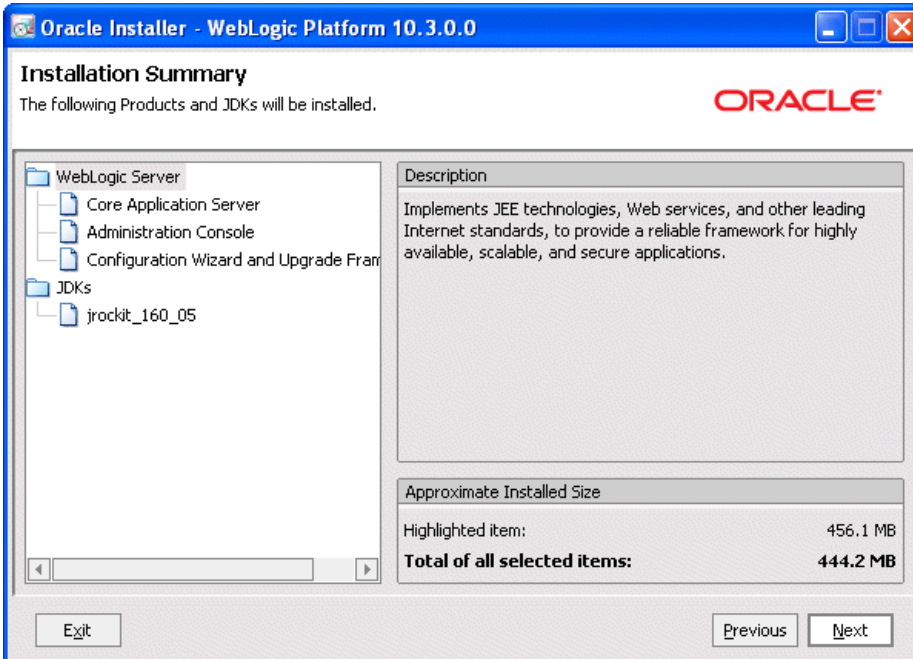 Oracle Installer - WebLogic Platform 10.3.0.0
Installation Summary
The following Products and JDKs will be installed.
ORACLE
WebLogic Server
Core Application Server
Administration Console
Configuration Wizard and Upgrade Fram
JDKs
jrockit_160_05
Description
Implements JEE technologies, Web services, and other leading
Internet standards, to provide a reliable framework for highly
available, scalable, and secure applications.
Approximate Installed Size
Highlighted item: 456.1 MB
Total of all selected items: 444.2 MB
Exit
Previous
Next